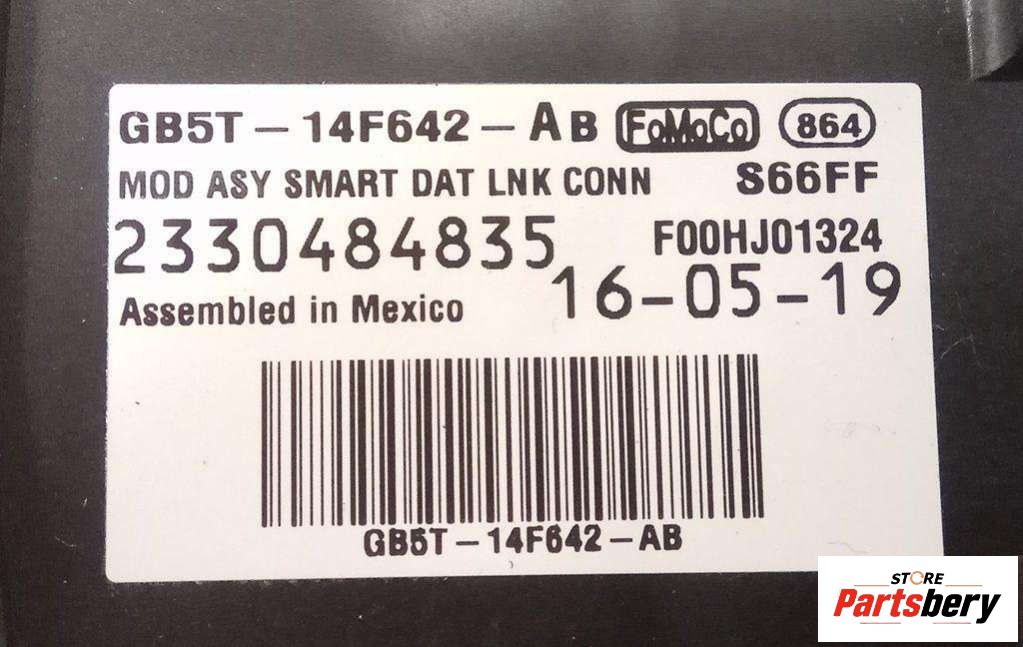 GB5T-14F642-AB FoMoCo 864
MOD ASY SMART DAT LNK CONN S66FF
2330484835 F00HJ01324
Assembled in Mexico 16-05-19
GB5T-14F642-AB
STORE
Partsbery